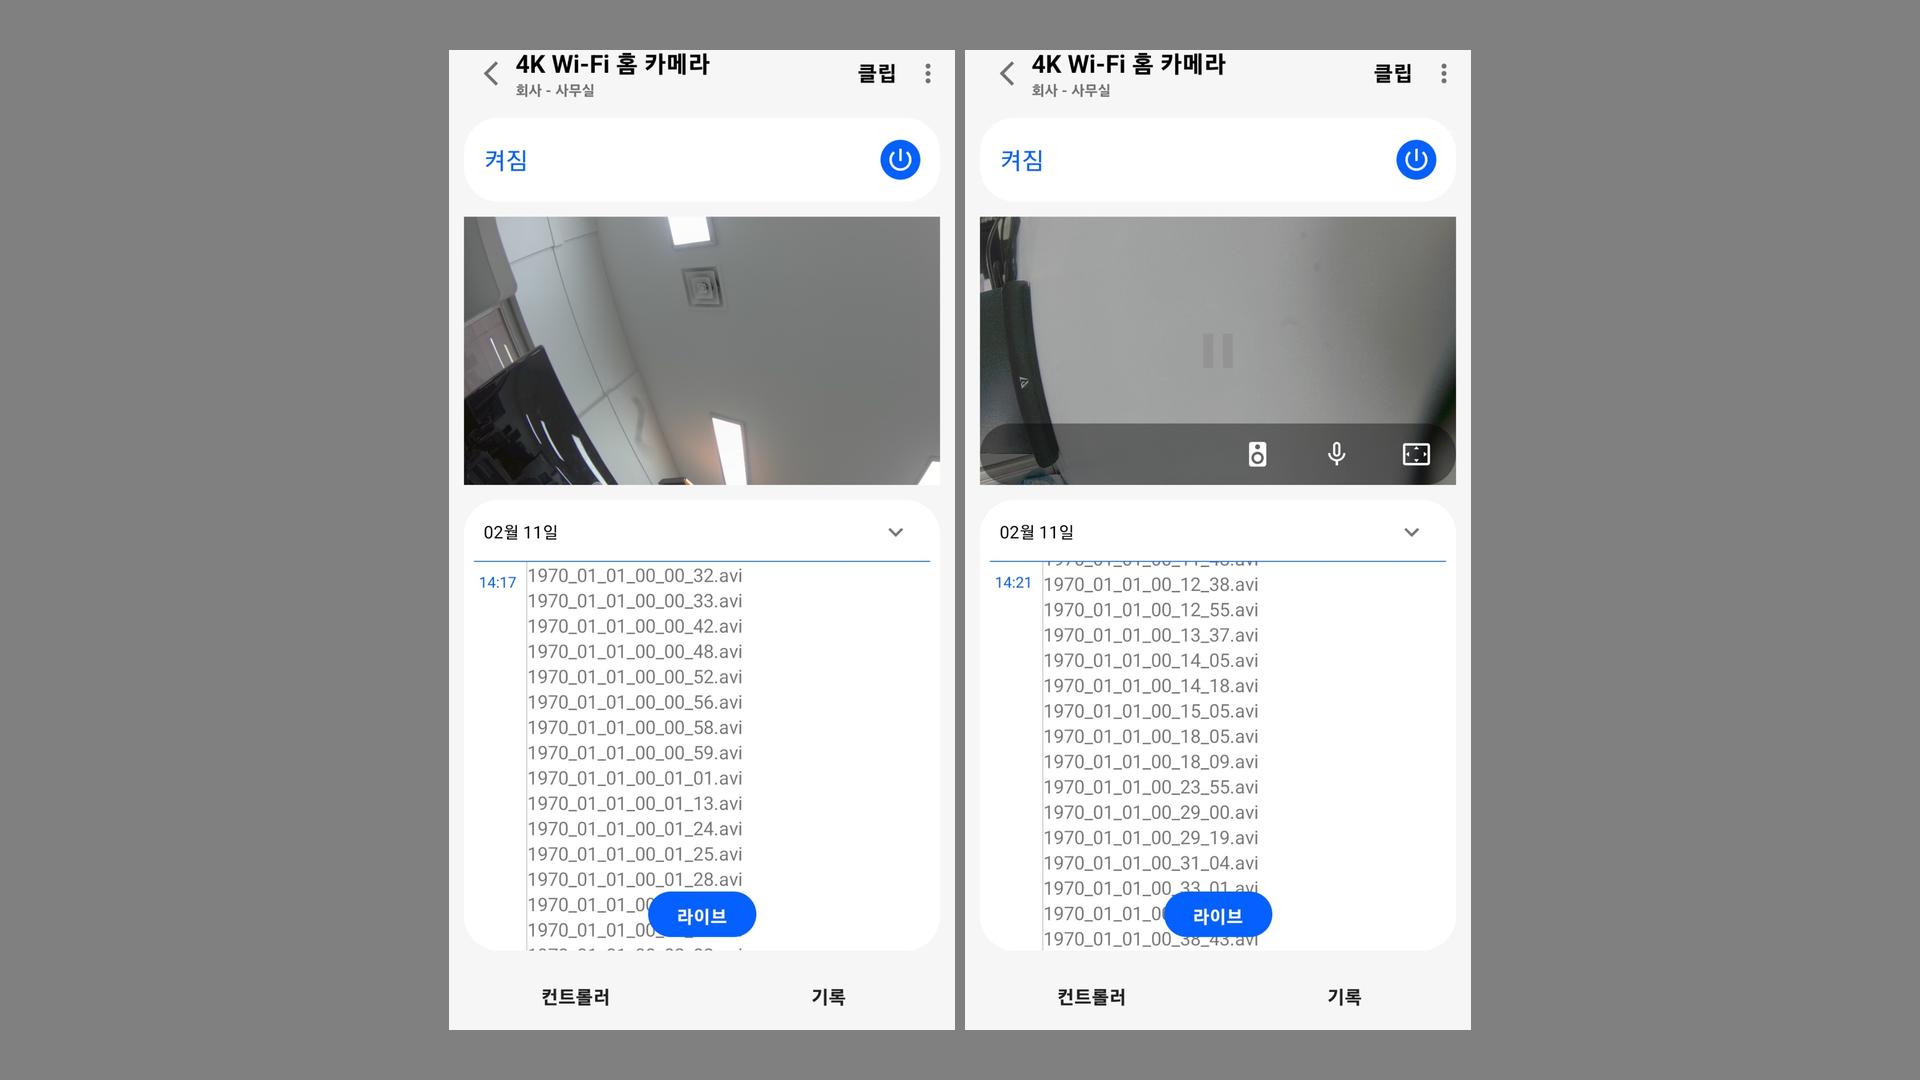 4K Wi-Fi 홈 카메라
회사 - 사무실
클립
켜짐
02월 11일
14:17
1970_01_01_00_00_32.avi
1970_01_01_00_00_33.avi
1970_01_01_00_00_42.avi
1970_01_01_00_00_48.avi
1970_01_01_00_00_52.avi
1970_01_01_00_00_56.avi
1970_01_01_00_00_58.avi
1970_01_01_00_00_59.avi
1970_01_01_00_01_01.avi
1970_01_01_00_01_13.avi
1970_01_01_00_01_24.avi
1970_01_01_00_01_25.avi
1970_01_01_00_01_28.avi
1970_01_01_00
1970_01_01_00
라이브
컨트롤러
기록
4K Wi-Fi 홈 카메라
회사 - 사무실
클립
켜짐
02월 11일
14:21
1970_01_01_00_12_38.avi
1970_01_01_00_12_55.avi
1970_01_01_00_13_37.avi
1970_01_01_00_14_05.avi
1970_01_01_00_14_18.avi
1970_01_01_00_15_05.avi
1970_01_01_00_18_05.avi
1970_01_01_00_18_09.avi
1970_01_01_00_23_55.avi
1970_01_01_00_29_00.avi
1970_01_01_00_29_19.avi
1970_01_01_00_31_04.avi
1970_01_01_00_33_01.avi
1970_01_01_0
1970_01_01_00_38_43.avi
라이브
컨트롤러
기록